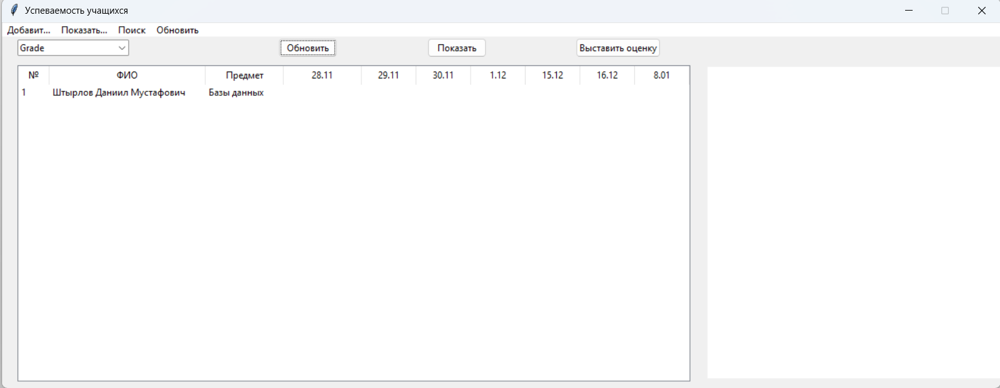 Успеваемость учащихся
Добавит... Показать... Поиск Обновить
Grade Обновить Показать Выставить оценку
№ ФИО Предмет 28.11 29.11 30.11 1.12 15.12 16.12 8.01
1 Штырлов Даниил Мустафович Базы данных